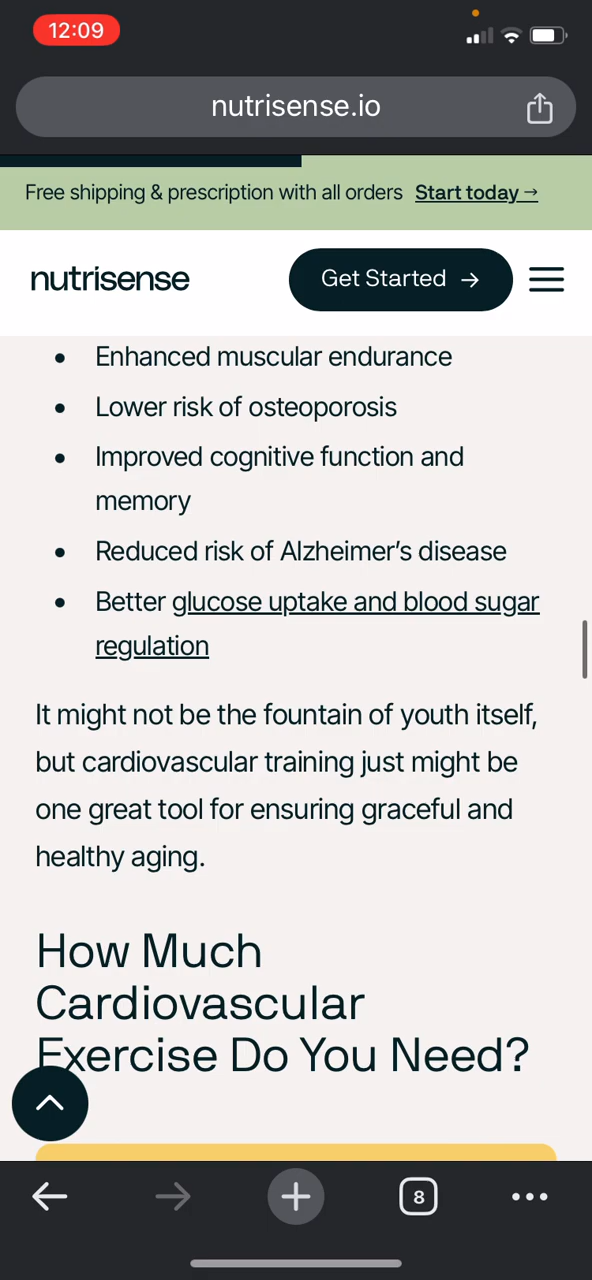 12:09
nutrisense.io
Free shipping & prescription with all orders Start today →
nutrisense
Get Started →
• Enhanced muscular endurance
• Lower risk of osteoporosis
• Improved cognitive function and
memory
• Reduced risk of Alzheimer’s disease
• Better glucose uptake and blood sugar
regulation
It might not be the fountain of youth itself,
but cardiovascular training just might be
one great tool for ensuring graceful and
healthy aging.
How Much
Cardiovascular
Exercise Do You Need?
8